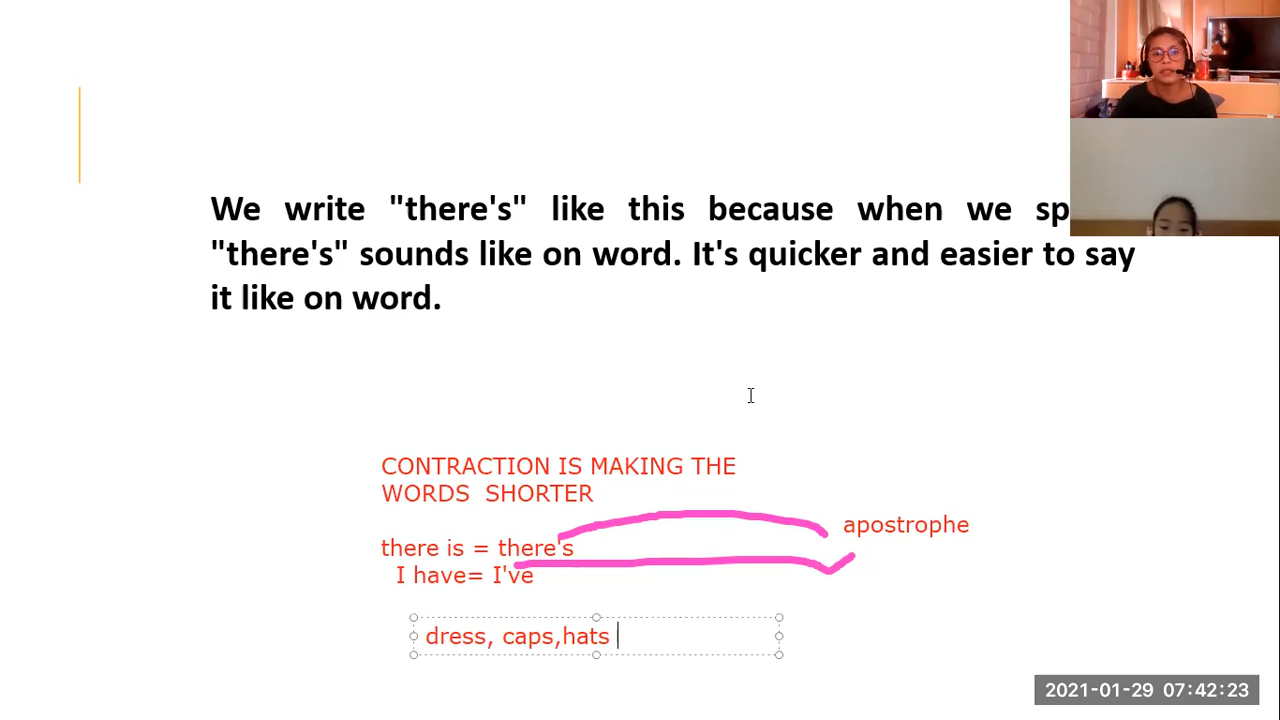 We write "there's" like this because when we sp
"there's" sounds like on word. It's quicker and easier to say
it like on word.
CONTRACTION IS MAKING THE
WORDS SHORTER
apostrophe
there is = there's
I have= I've
dress, caps,hats
2021-01-29 07:42:23